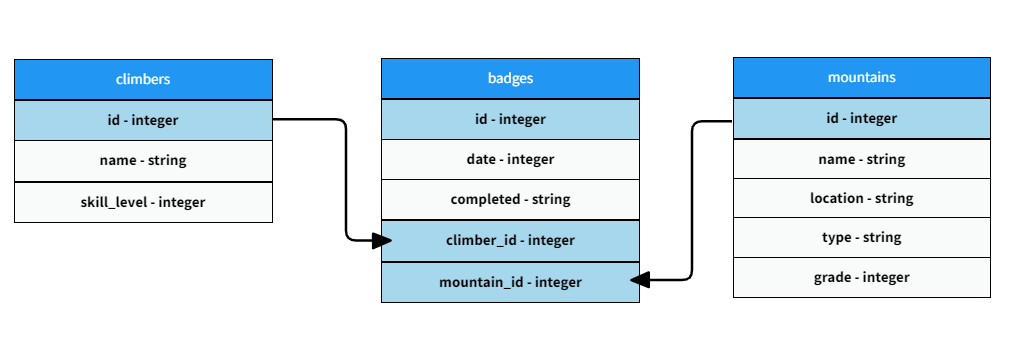 climbers
id - integer
name - string
skill_level - integer
badges
id - integer
date - integer
completed - string
climber_id - integer
mountain_id - integer
mountains
id - integer
name - string
location - string
type - string
grade - integer